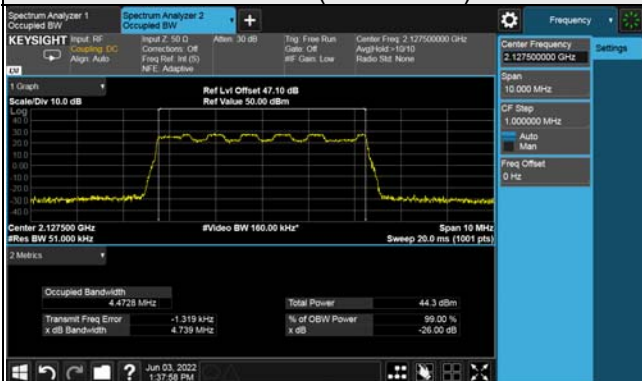 Spectrum Analyzer 1
Occupied BW
Spectrum Analyzer 2
Occupied BW
Frequency
KEYSIGHT
Input: RF
Coupling: DC
Align: Auto
Input Z: 50 Ω
Corrections: Off
Freq Ref: Int (S)
NFE: Adaptive
Atten: 30 dB
Trig: Free Run
Gate: Off
#IF Gain: Low
Center Freq: 2.127500000 GHz
Avg|Hold:>10/10
Radio Std: None
Center Frequency
2.127500000 GHz
Settings
Span
10.000 MHz
CF Step
1.000000 MHz
Auto
Man
Freq Offset
0 Hz
1 Graph
Scale/Div 10.0 dB
Ref Lvl Offset 47.10 dB
Ref Value 50.00 dBm
Log
40.0
30.0
20.0
10.0
0.00
-10.0
-20.0
-30.0
-40.0
Center 2.127500 GHz
#Res BW 51.000 kHz
#Video BW 160.00 kHz*
Span 10 MHz
Sweep 20.0 ms (1001 pts)
2 Metrics
Occupied Bandwidth
4.4728 MHz
Total Power 44.3 dBm
Transmit Freq Error -1.319 kHz
% of OBW Power 99.00 %
x dB Bandwidth 4.739 MHz
x dB -26.00 dB
Jun 03, 2022
1:37:58 PM